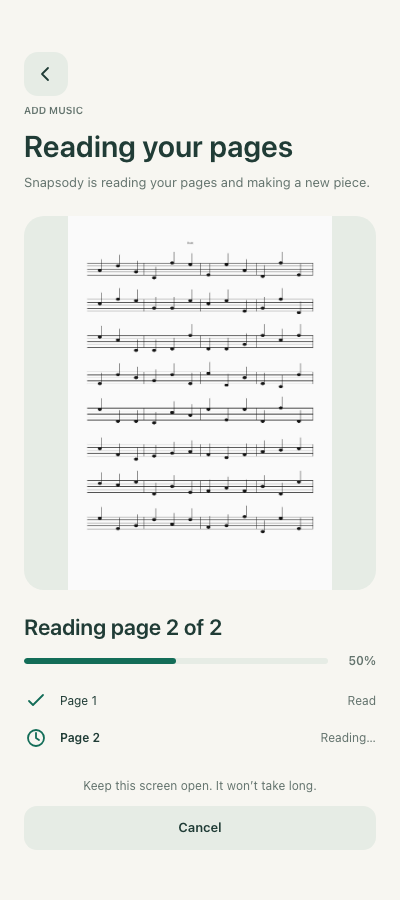 ADD MUSIC
Reading your pages
Snapsody is reading your pages and making a new piece.
Reading page 2 of 2
50%
Page 1 Read
Page 2 Reading...
Keep this screen open. It won't take long.
Cancel